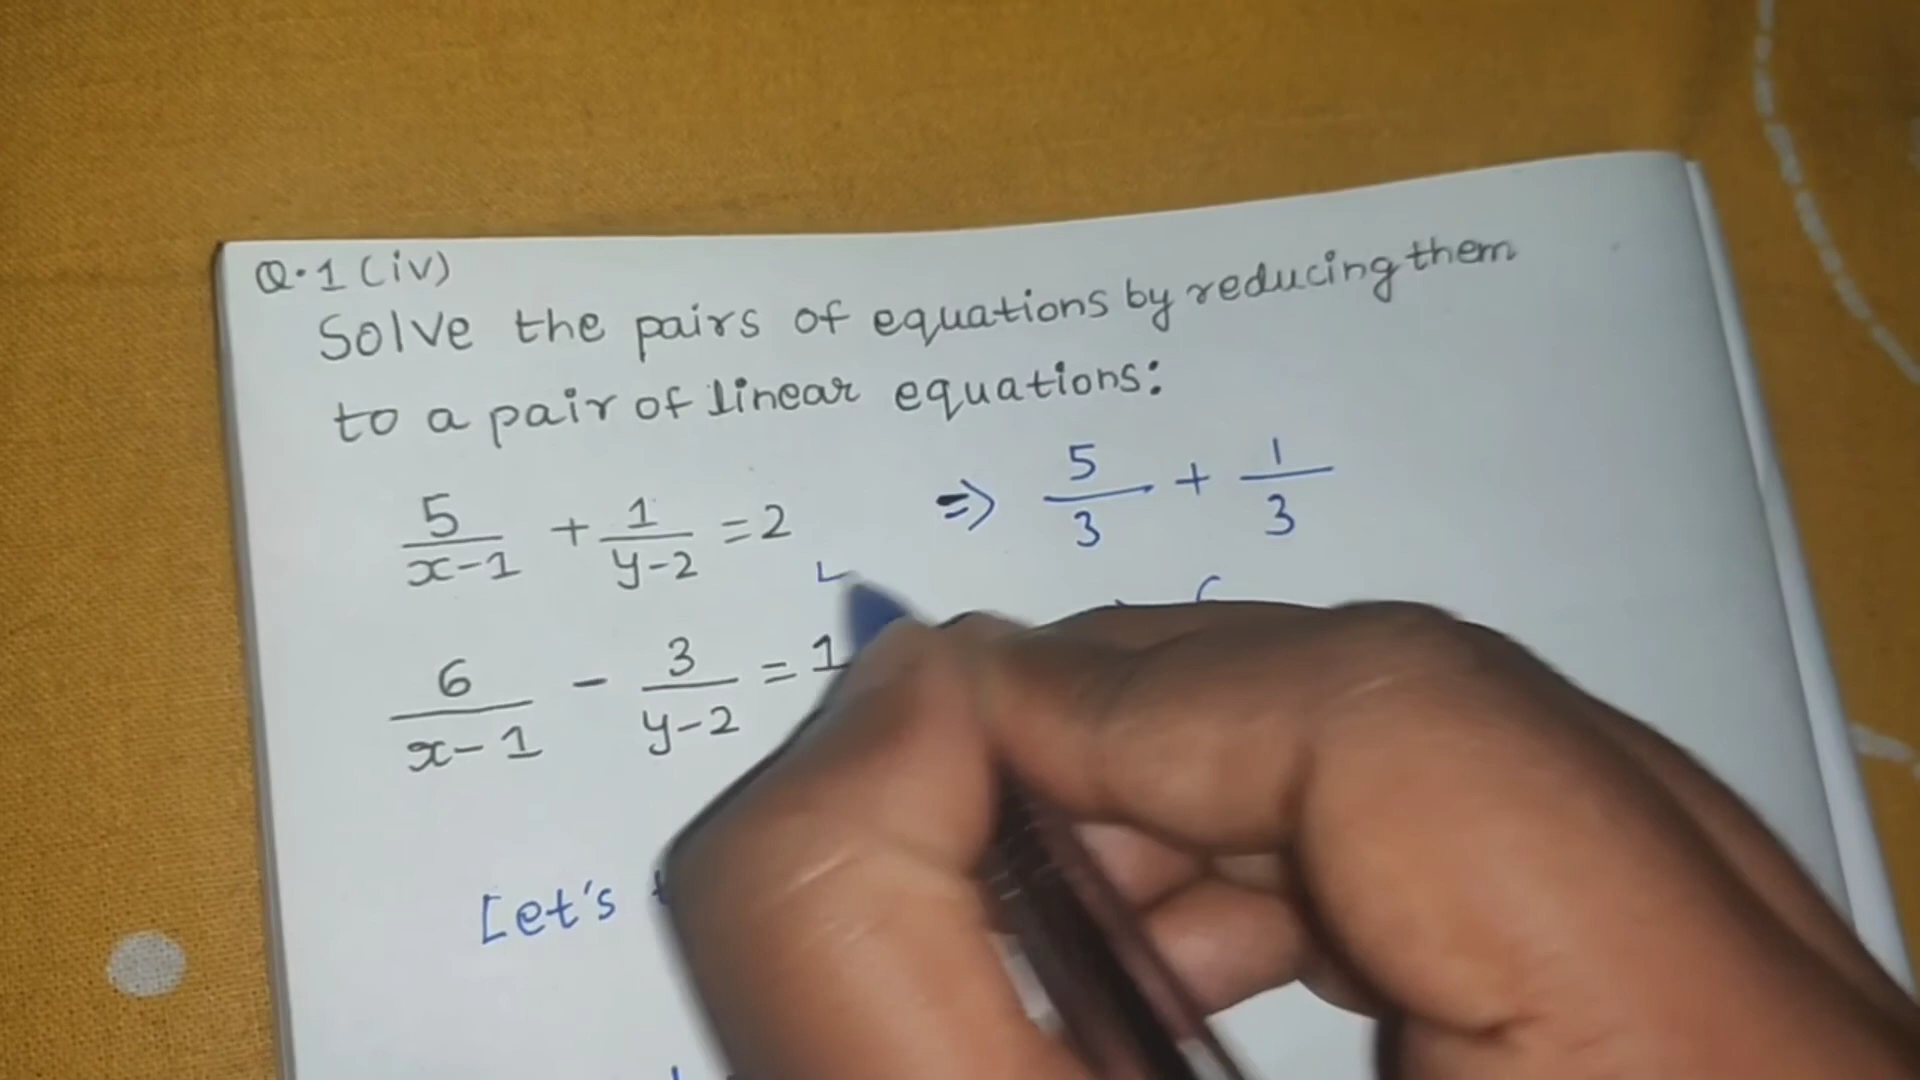 Q.1 (iv)
Solve the pairs of equations by reducing them
to a pair of linear equations:
5/(x-1) + 1/(y-2) = 2 => 5/3 + 1/3
6/(x-1) - 3/(y-2) = 1
Let's